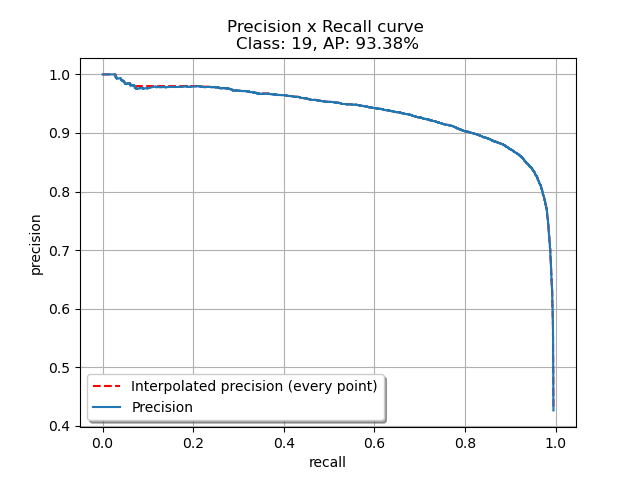 Precision x Recall curve
Class: 19, AP: 93.38%
1.0
0.9
0.8
0.7
0.6
0.5
0.4
precision
Interpolated precision (every point)
Precision
0.0 0.2 0.4 0.6 0.8 1.0
recall